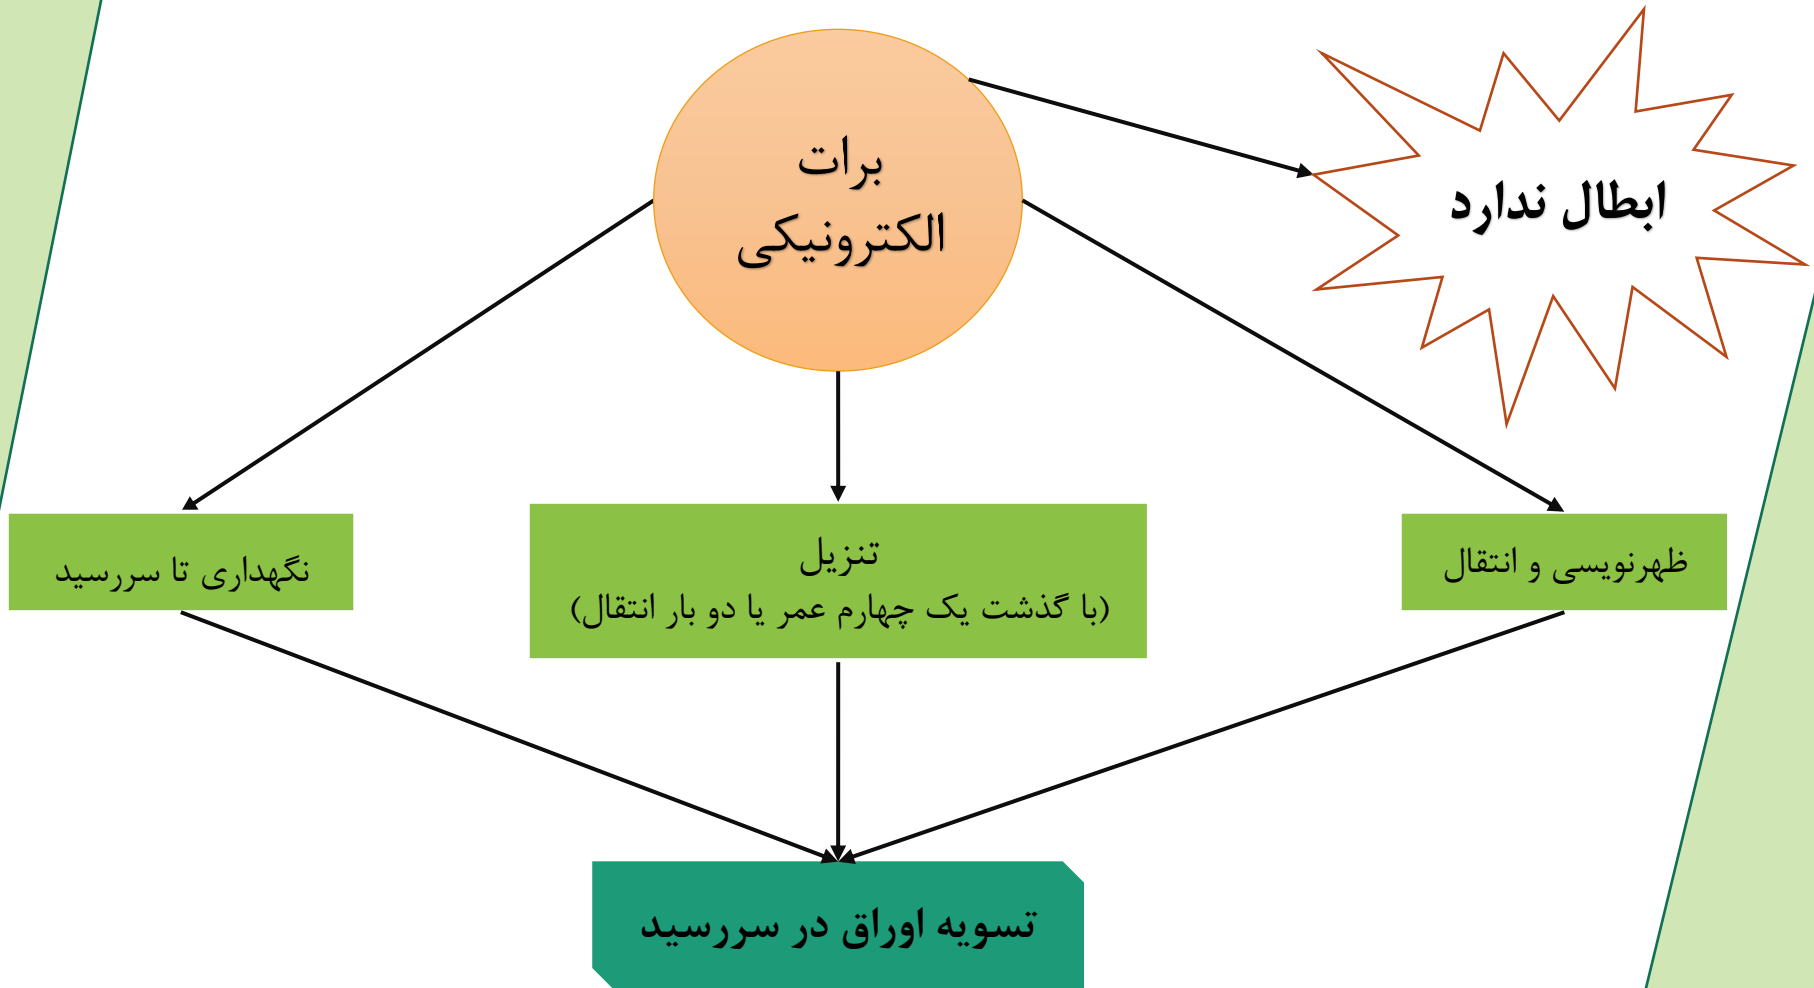 برات
الکترونیکی
ابطال ندارد
ظهرنویسی و انتقال
تنزیل
(با گذشت یک چهارم عمر یا دو بار انتقال)
نگهداری تا سررسید
تسویه اوراق در سررسید